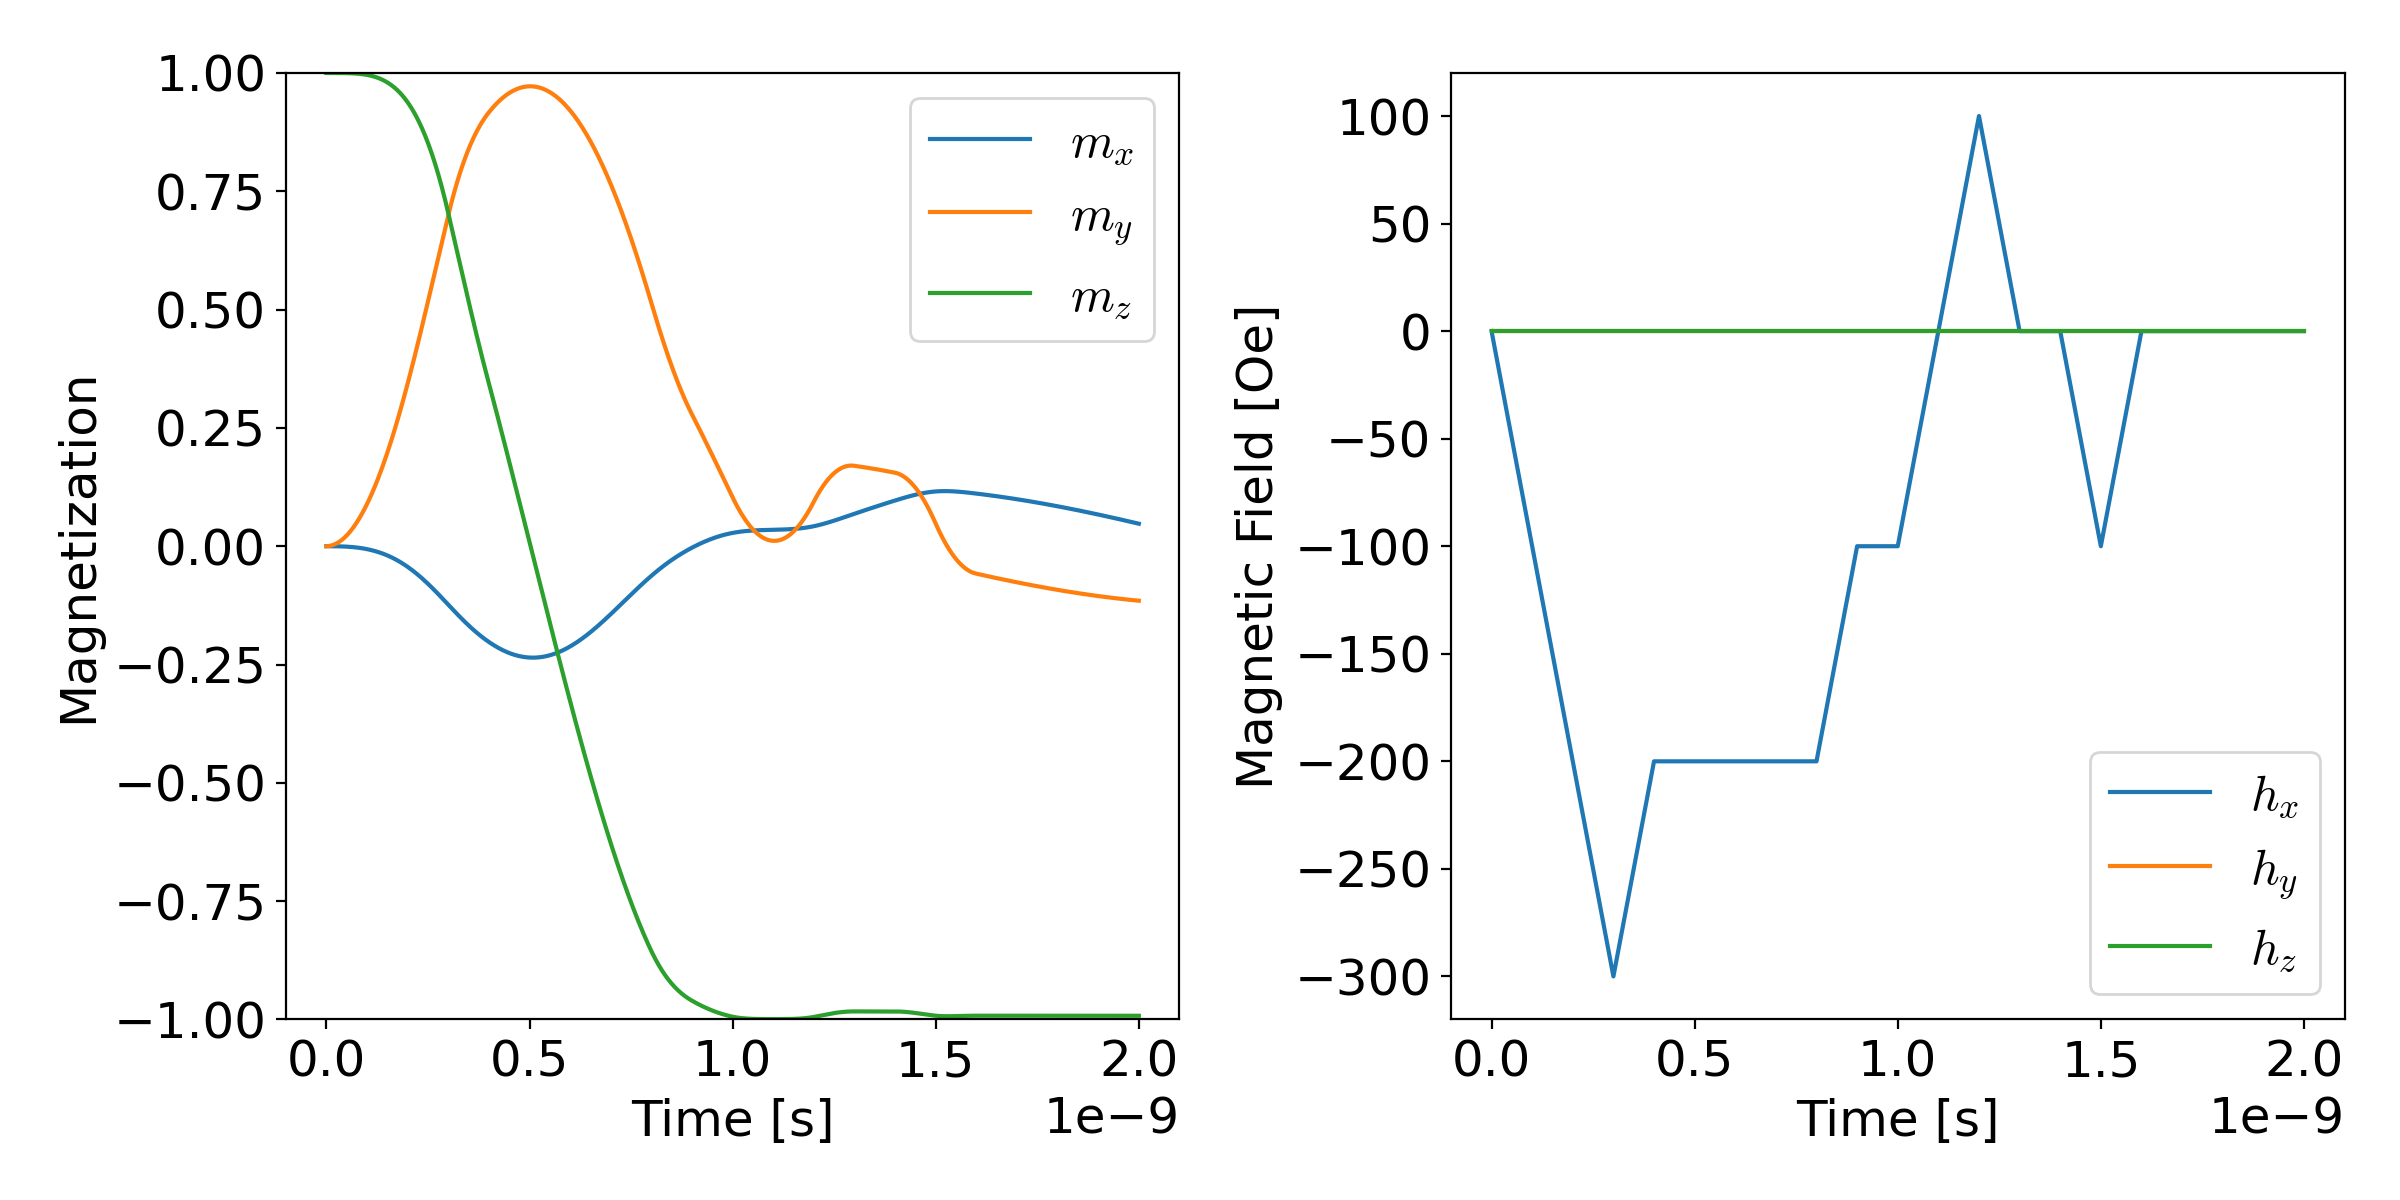 Magnetization
1.00
0.75
0.50
0.25
0.00
−0.25
−0.50
−0.75
−1.00
0.0 0.5 1.0 1.5 2.0
Time [s]
1e−9
m_x
m_y
m_z
Magnetic Field [Oe]
100
50
0
−50
−100
−150
−200
−250
−300
0.0 0.5 1.0 1.5 2.0
Time [s]
1e−9
h_x
h_y
h_z